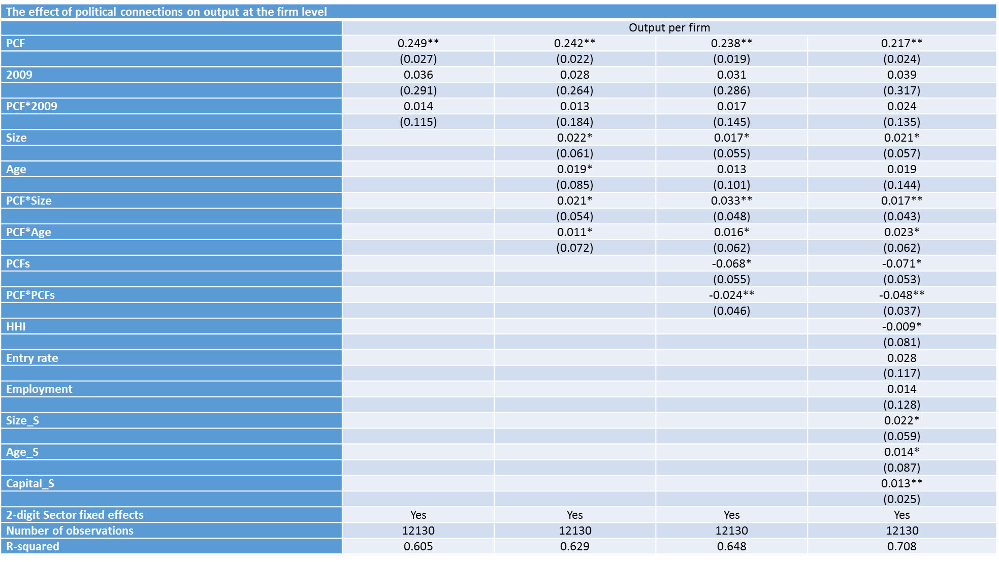 The effect of political connections on output at the firm level
Output per firm
PCF 0.249** 0.242** 0.238** 0.217**
(0.027) (0.022) (0.019) (0.024)
2009 0.036 0.028 0.031 0.039
(0.291) (0.264) (0.286) (0.317)
PCF*2009 0.014 0.013 0.017 0.024
(0.115) (0.184) (0.145) (0.135)
Size 0.022* 0.017* 0.021*
(0.061) (0.055) (0.057)
Age 0.019* 0.013 0.019
(0.085) (0.101) (0.144)
PCF*Size 0.021* 0.033** 0.017**
(0.054) (0.048) (0.043)
PCF*Age 0.011* 0.016* 0.023*
(0.072) (0.062) (0.062)
PCFs -0.068* -0.071*
(0.055) (0.053)
PCF*PCFs -0.024** -0.048**
(0.046) (0.037)
HHI -0.009*
(0.081)
Entry rate 0.028
(0.117)
Employment 0.014
(0.128)
Size_S 0.022*
(0.059)
Age_S 0.014*
(0.087)
Capital_S 0.013**
(0.025)
2-digit Sector fixed effects Yes Yes Yes Yes
Number of observations 12130 12130 12130 12130
R-squared 0.605 0.629 0.648 0.708